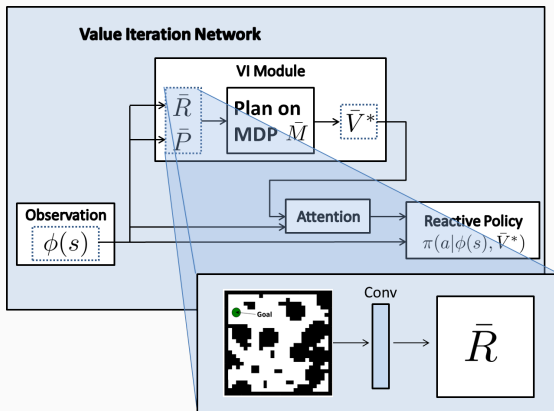 Value Iteration Network
VI Module
R̄
P̄
Plan on
MDP M̄
V̄*
Observation
ϕ(s)
Attention
Reactive Policy
π(a|ϕ(s), V̄*)
Goal
Conv
R̄